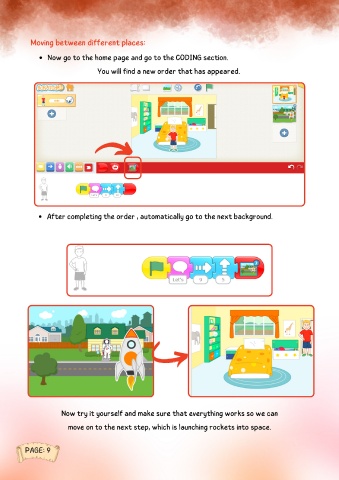 Moving between different places:
• Now go to the home page and go to the CODING section.
You will find a new order that has appeared.
• After completing the order , automatically go to the next background.
Let's
Now try it yourself and make sure that everything works so we can
move on to the next step, which is launching rockets into space.
PAGE: 9